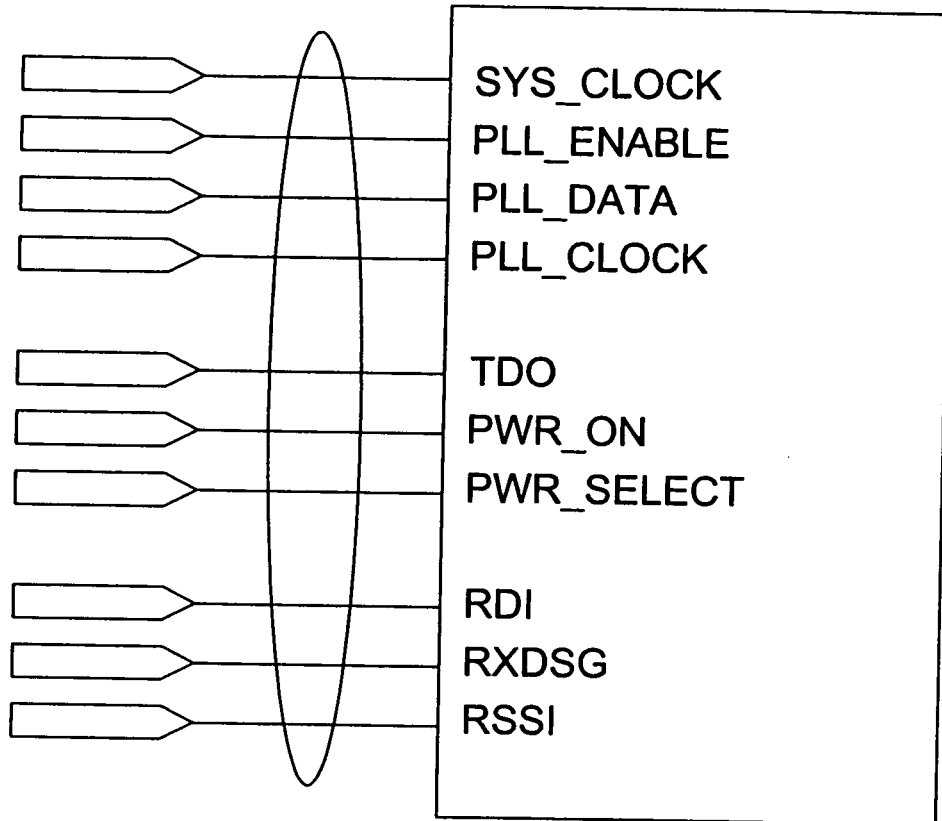 SYS_CLOCK
PLL_ENABLE
PLL_DATA
PLL_CLOCK
TDO
PWR_ON
PWR_SELECT
RDI
RXDSG
RSSI